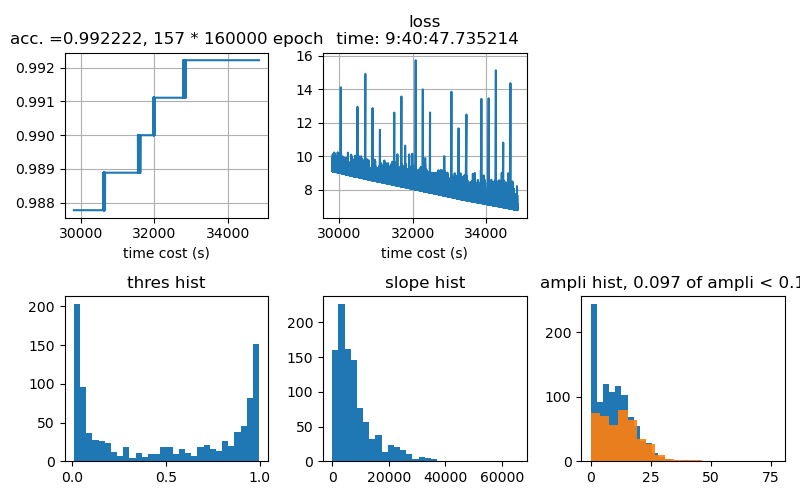 acc. =0.992222, 157 * 160000 epoch
0.992
0.991
0.990
0.989
0.988
30000 32000 34000
time cost (s)
loss
time: 9:40:47.735214
16
14
12
10
8
30000 32000 34000
time cost (s)
thres hist
200
150
100
50
0
0.0 0.5 1.0
slope hist
200
150
100
50
0
0 20000 40000 60000
ampli hist, 0.097 of ampli < 0.1
200
100
0
0 25 50 75